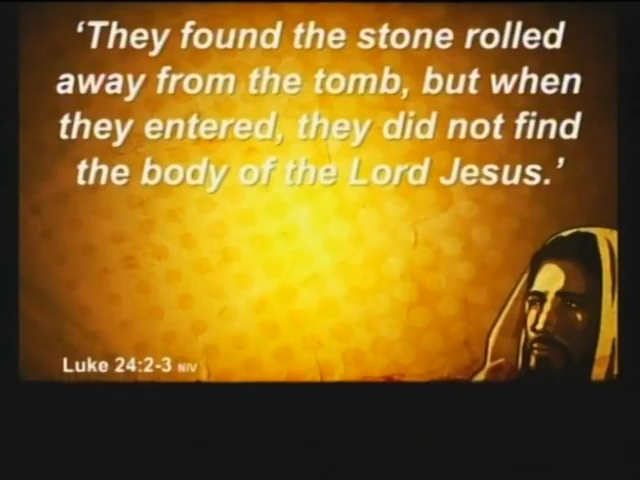 ‘They found the stone rolled
away from the tomb, but when
they entered, they did not find
the body of the Lord Jesus.’
Luke 24:2-3 NIV